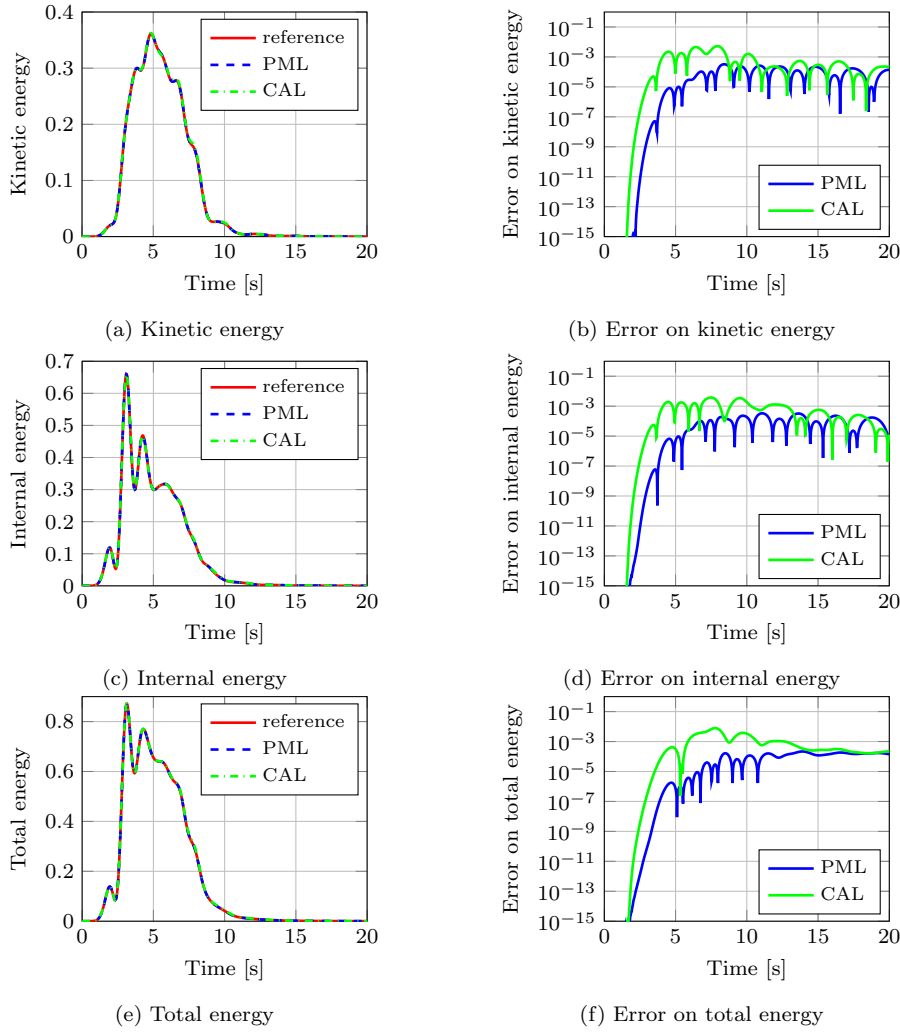 0.4
0.3
0.2
0.1
0
Kinetic energy
reference
PML
CAL
0 5 10 15 20
Time [s]
(a) Kinetic energy
10−1
10−3
10−5
10−7
10−9
10−11
10−13
10−15
Error on kinetic energy
PML
CAL
0 5 10 15 20
Time [s]
(b) Error on kinetic energy
0.7
0.6
0.5
0.4
0.3
0.2
0.1
0
Internal energy
reference
PML
CAL
0 5 10 15 20
Time [s]
(c) Internal energy
10−1
10−3
10−5
10−7
10−9
10−11
10−13
10−15
Error on internal energy
PML
CAL
0 5 10 15 20
Time [s]
(d) Error on internal energy
0.8
0.6
0.4
0.2
0
Total energy
reference
PML
CAL
0 5 10 15 20
Time [s]
(e) Total energy
10−1
10−3
10−5
10−7
10−9
10−11
10−13
10−15
Error on total energy
PML
CAL
0 5 10 15 20
Time [s]
(f) Error on total energy